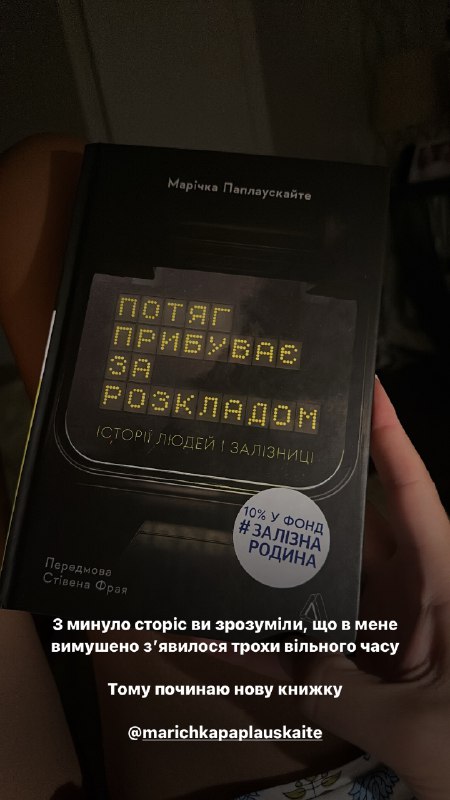 Марічка Паплаускайте
ПОТЯГ
ПРИБУВАЄ
ЗА
РОЗКЛАДОМ
ІСТОРІЇ ЛЮДЕЙ І ЗАЛІЗНИЦІ
10% У ФОНД
#ЗАЛІЗНА
РОДИНА
Передмова
Стівена Фрая
З минуло сторіс ви зрозуміли, що в мене
вимушено зʼявилося трохи вільного часу
Тому починаю нову книжку
@marichkapaplauskaite